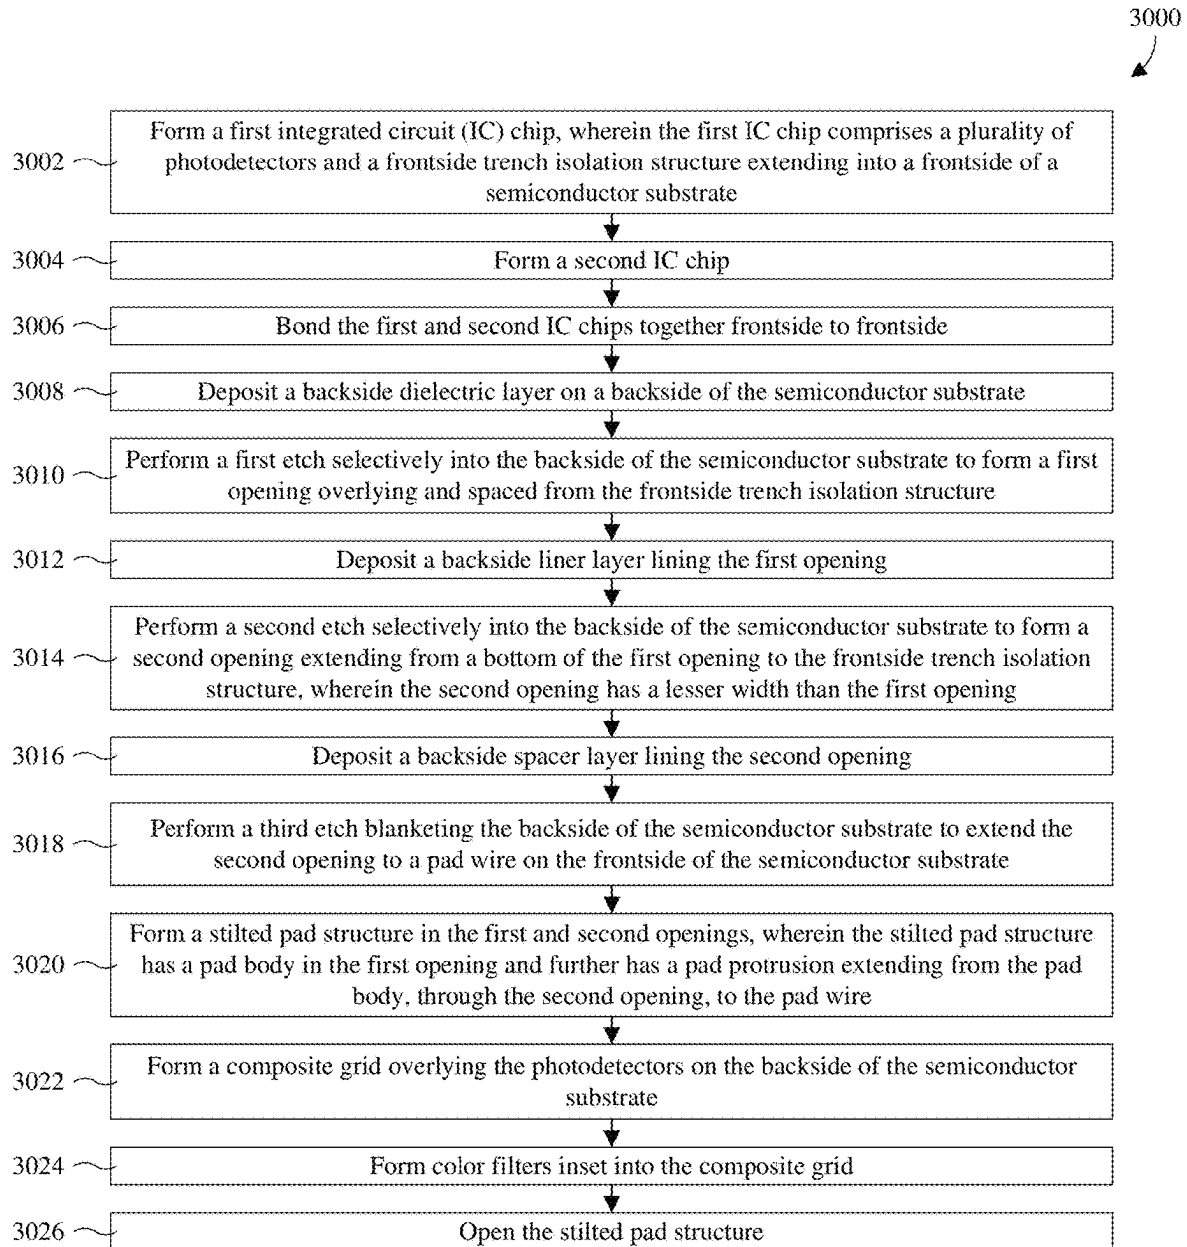 3000
3002
Form a first integrated circuit (IC) chip, wherein the first IC chip comprises a plurality of
photodetectors and a frontside trench isolation structure extending into a frontside of a
semiconductor substrate
3004
Form a second IC chip
3006
Bond the first and second IC chips together frontside to frontside
3008
Deposit a backside dielectric layer on a backside of the semiconductor substrate
3010
Perform a first etch selectively into the backside of the semiconductor substrate to form a first
opening overlying and spaced from the frontside trench isolation structure
3012
Deposit a backside liner layer lining the first opening
3014
Perform a second etch selectively into the backside of the semiconductor substrate to form a
second opening extending from a bottom of the first opening to the frontside trench isolation
structure, wherein the second opening has a lesser width than the first opening
3016
Deposit a backside spacer layer lining the second opening
3018
Perform a third etch blanketing the backside of the semiconductor substrate to extend the
second opening to a pad wire on the frontside of the semiconductor substrate
3020
Form a stilted pad structure in the first and second openings, wherein the stilted pad structure
has a pad body in the first opening and further has a pad protrusion extending from the pad
body, through the second opening, to the pad wire
3022
Form a composite grid overlying the photodetectors on the backside of the semiconductor
substrate
3024
Form color filters inset into the composite grid
3026
Open the stilted pad structure